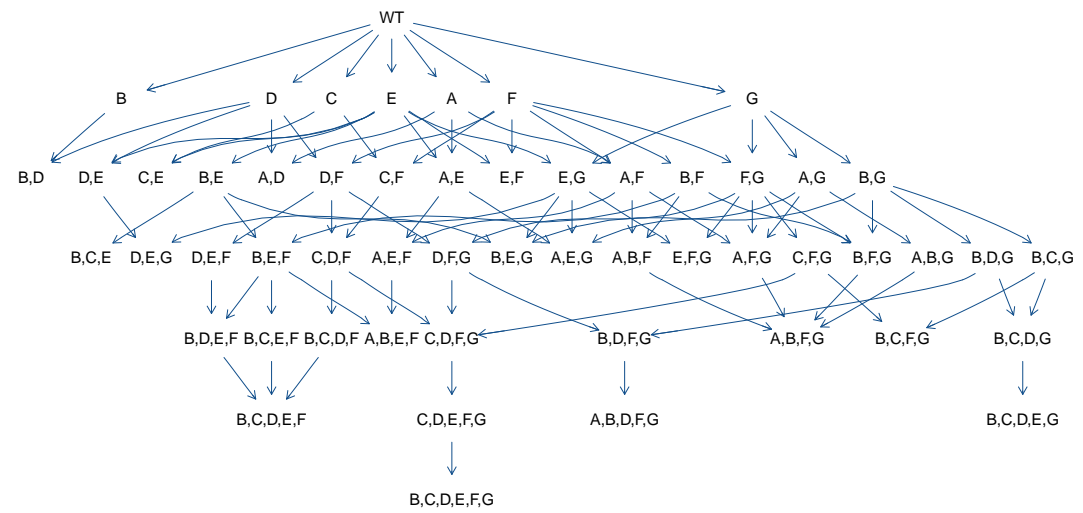 WT
B D C E A F G
B,D D,E C,E B,E A,D D,F C,F A,E E,F E,G A,F B,F F,G A,G B,G
B,C,E D,E,G D,E,F B,E,F C,D,F A,E,F D,F,G B,E,G A,E,G A,B,F E,F,G A,F,G C,F,G B,F,G A,B,G B,D,G B,C,G
B,D,E,F B,C,E,F B,C,D,F A,B,E,F C,D,F,G B,D,F,G A,B,F,G B,C,F,G B,C,D,G
B,C,D,E,F C,D,E,F,G A,B,D,F,G B,C,D,E,G
B,C,D,E,F,G